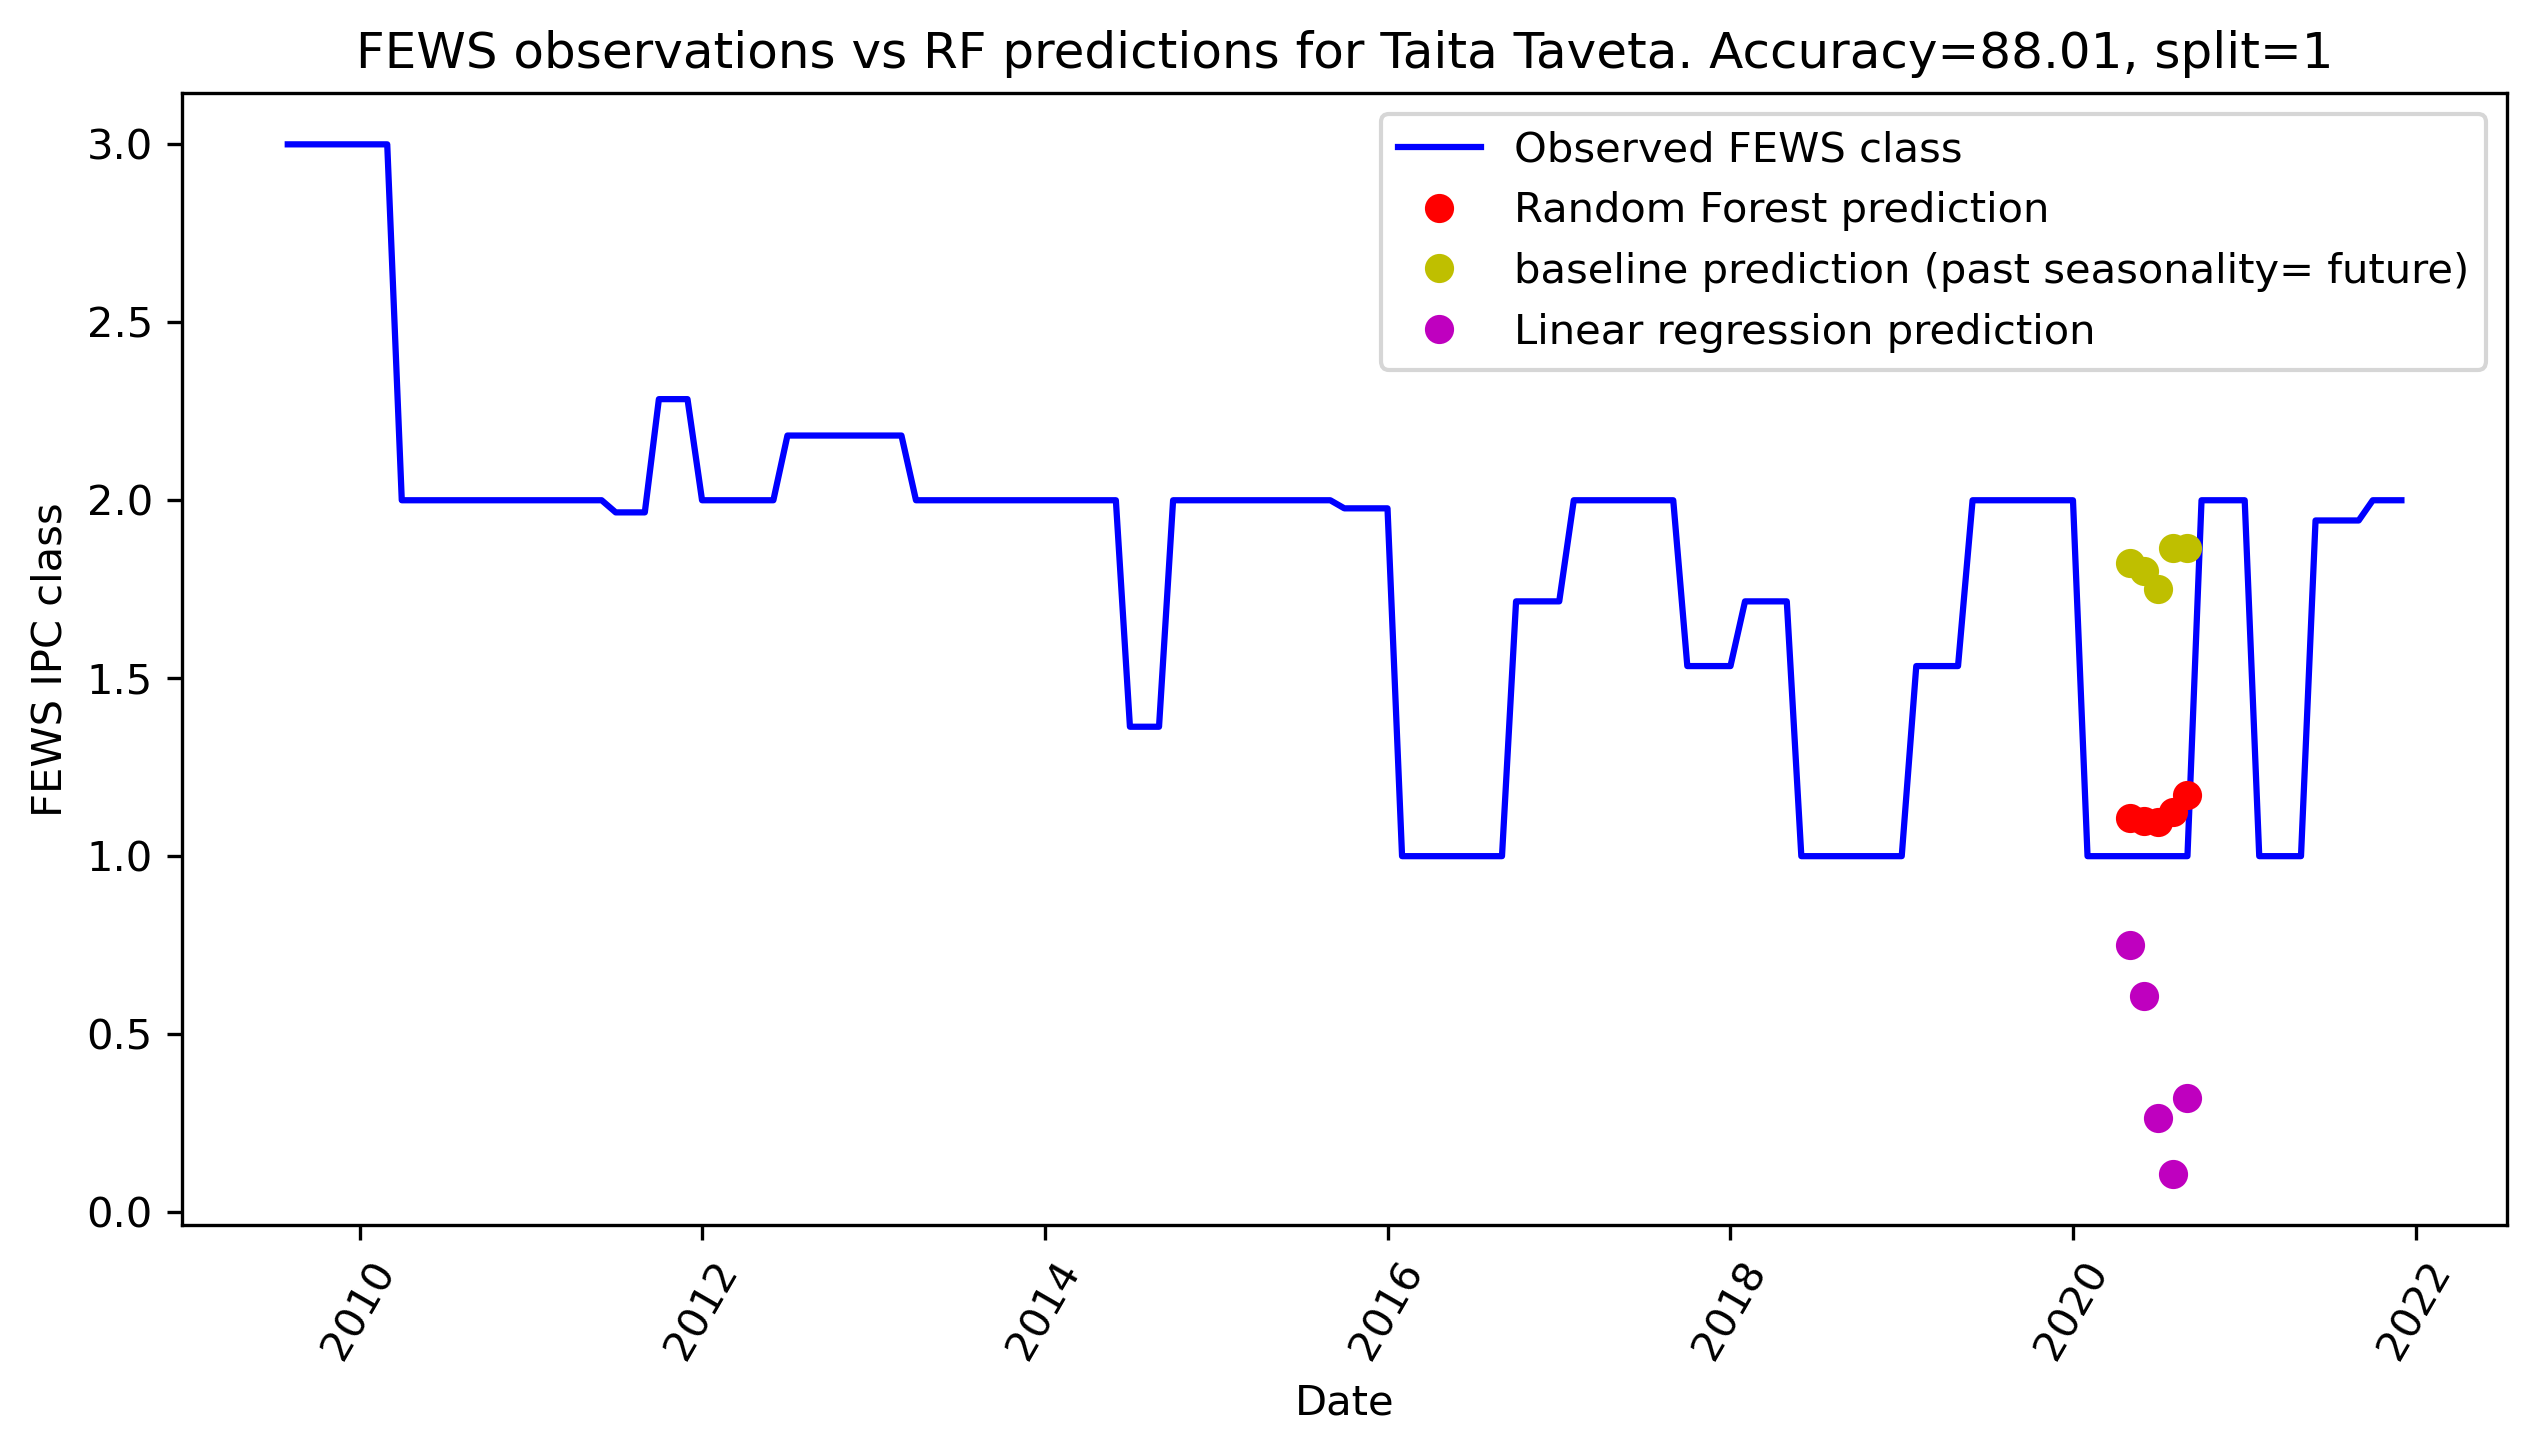 FEWS observations vs RF predictions for Taita Taveta. Accuracy=88.01, split=1
Observed FEWS class
Random Forest prediction
baseline prediction (past seasonality= future)
Linear regression prediction
FEWS IPC class
3.0
2.5
2.0
1.5
1.0
0.5
0.0
2010
2012
2014
2016
2018
2020
2022
Date